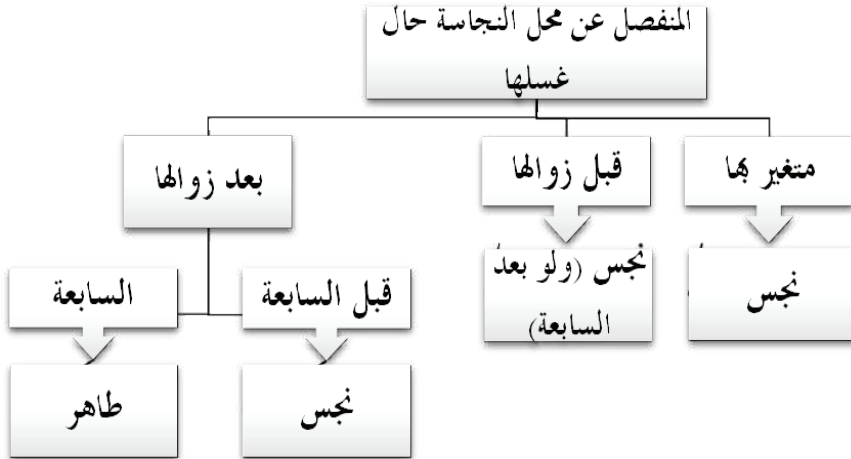 المنفصل عن محل النجاسة حال
غسلها
متغير بها
قبل زوالها
بعد زوالها
نجس
نجس (ولو بعد
السابعة)
قبل السابعة
السابعة
نجس
طاهر